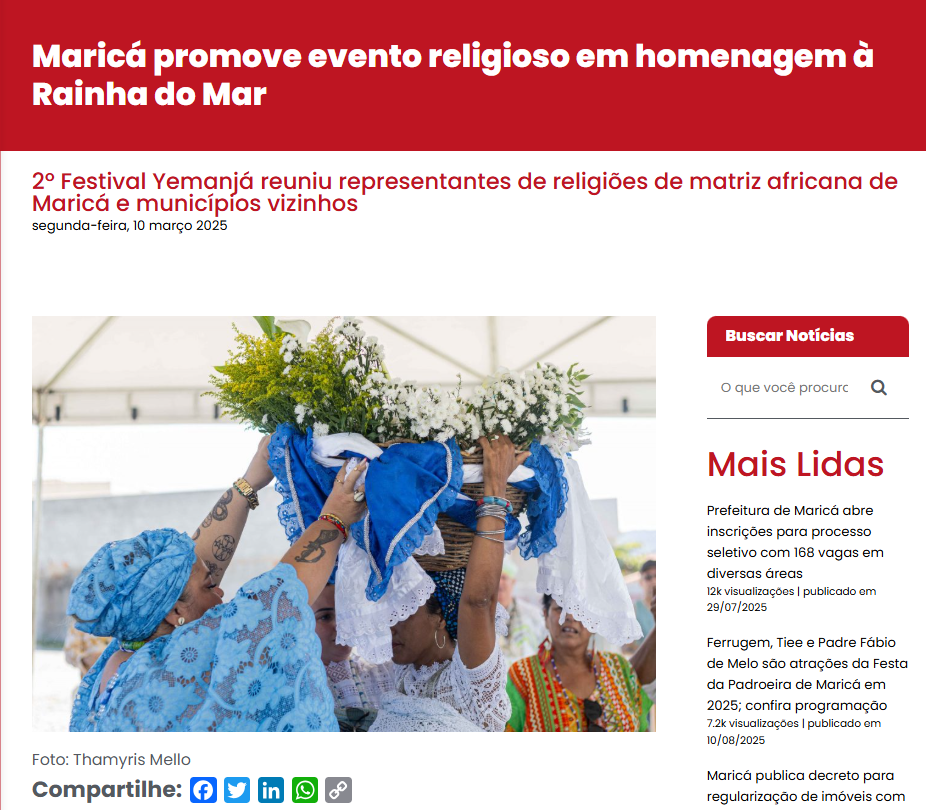 Maricá promove evento religioso em homenagem à
Rainha do Mar
2º Festival Yemanjá reuniu representantes de religiões de matriz africana de
Maricá e municípios vizinhos
segunda-feira, 10 março 2025
Foto: Thamyris Mello
Compartilhe:
Buscar Notícias
O que você procurc
Mais Lidas
Prefeitura de Maricá abre
inscrições para processo
seletivo com 168 vagas em
diversas áreas
12k visualizações | publicado em
29/07/2025
Ferrugem, Tiee e Padre Fábio
de Melo são atrações da Festa
da Padroeira de Maricá em
2025; confira programação
7.2k visualizações | publicado em
10/08/2025
Maricá publica decreto para
regularização de imóveis com